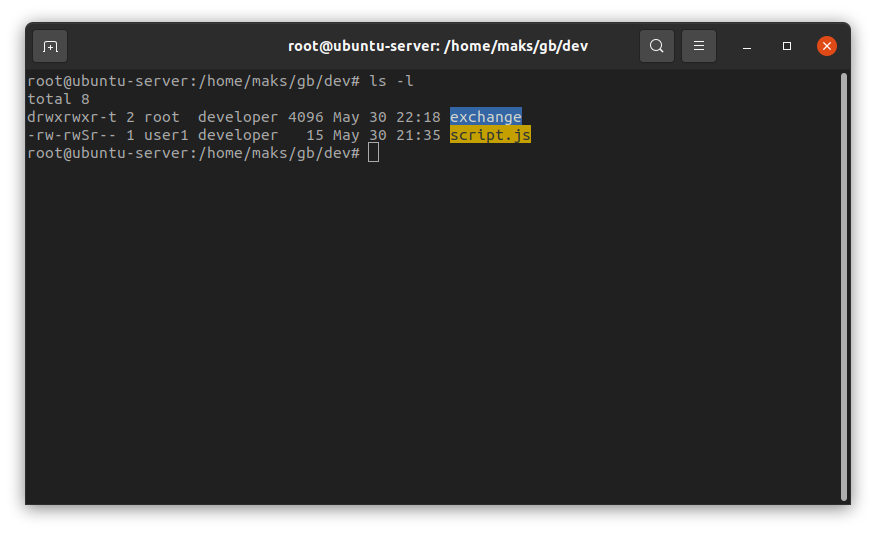 root@ubuntu-server: /home/maks/gb/dev
root@ubuntu-server:/home/maks/gb/dev# ls -l
total 8
drwxrwxr-t 2 root  developer 4096 May 30 22:18 exchange
-rw-rwSr-- 1 user1 developer   15 May 30 21:35 script.js
root@ubuntu-server:/home/maks/gb/dev#